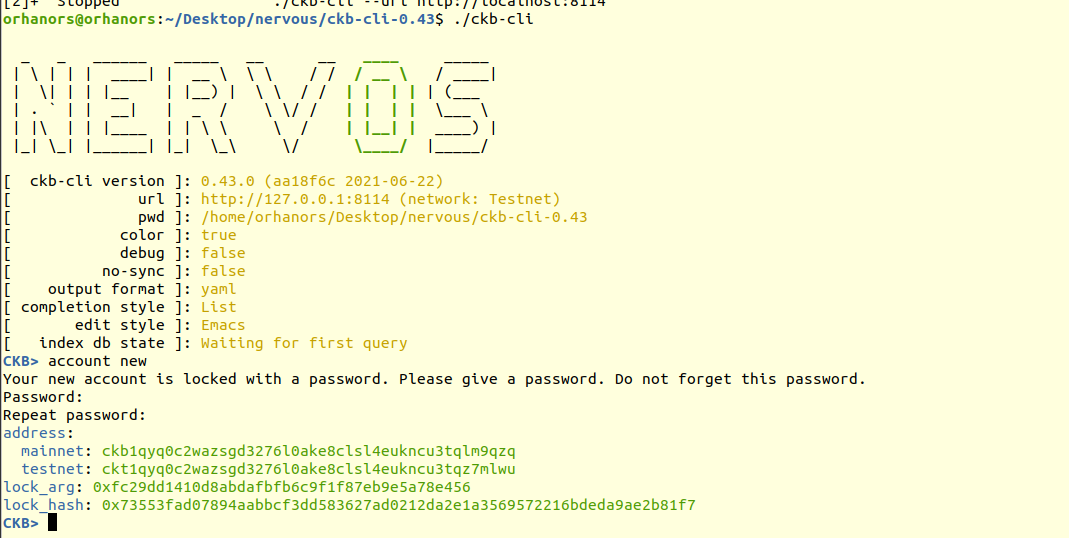 [2]+  Stopped                 ./ckb-cli --url http://localhost:8114
orhanors@orhanors:~/Desktop/nervous/ckb-cli-0.43$ ./ckb-cli
NERVOS
[  ckb-cli version ]: 0.43.0 (aa18f6c 2021-06-22)
[              url ]: http://127.0.0.1:8114 (network: Testnet)
[              pwd ]: /home/orhanors/Desktop/nervous/ckb-cli-0.43
[            color ]: true
[            debug ]: false
[          no-sync ]: false
[    output format ]: yaml
[ completion style ]: List
[       edit style ]: Emacs
[   index db state ]: Waiting for first query
CKB> account new
Your new account is locked with a password. Please give a password. Do not forget this password.
Password:
Repeat password:
address:
  mainnet: ckb1qyq0c2wazsgd3276l0ake8clsl4eukncu3tqlm9qzq
  testnet: ckt1qyq0c2wazsgd3276l0ake8clsl4eukncu3tqz7mlwu
lock_arg: 0xfc29dd1410d8abdafbfb6c9f1f87eb9e5a78e456
lock_hash: 0x73553fad07894aabbcf3dd583627ad0212da2e1a3569572216bdeda9ae2b81f7
CKB>